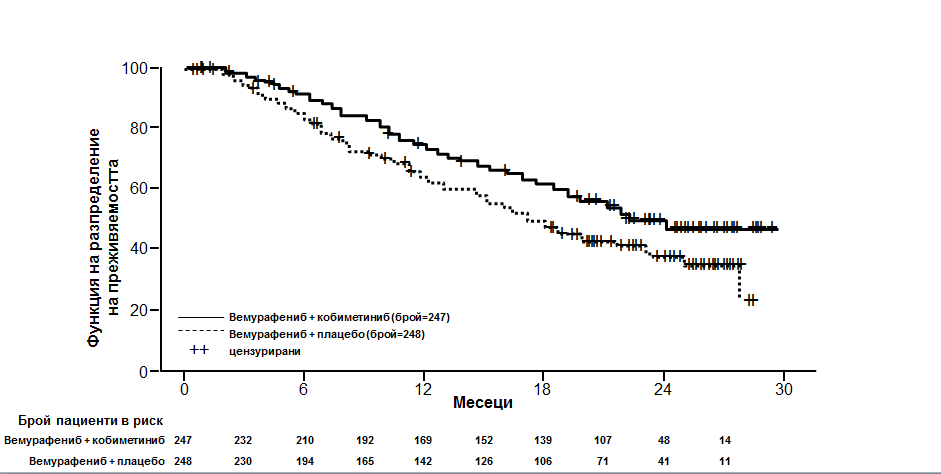 Функция на разпределение
на преживяемостта
100
80
60
40
20
0
Вемурафениб + кобиметиниб (брой=247)
Вемурафениб + плацебо (брой=248)
++ цензурирани
0 6 12 18 24 30
Месеци
Брой пациенти в риск
Вемурафениб + кобиметиниб 247 232 210 192 169 152 139 107 48 14
Вемурафениб + плацебо 248 230 194 165 142 126 106 71 41 11